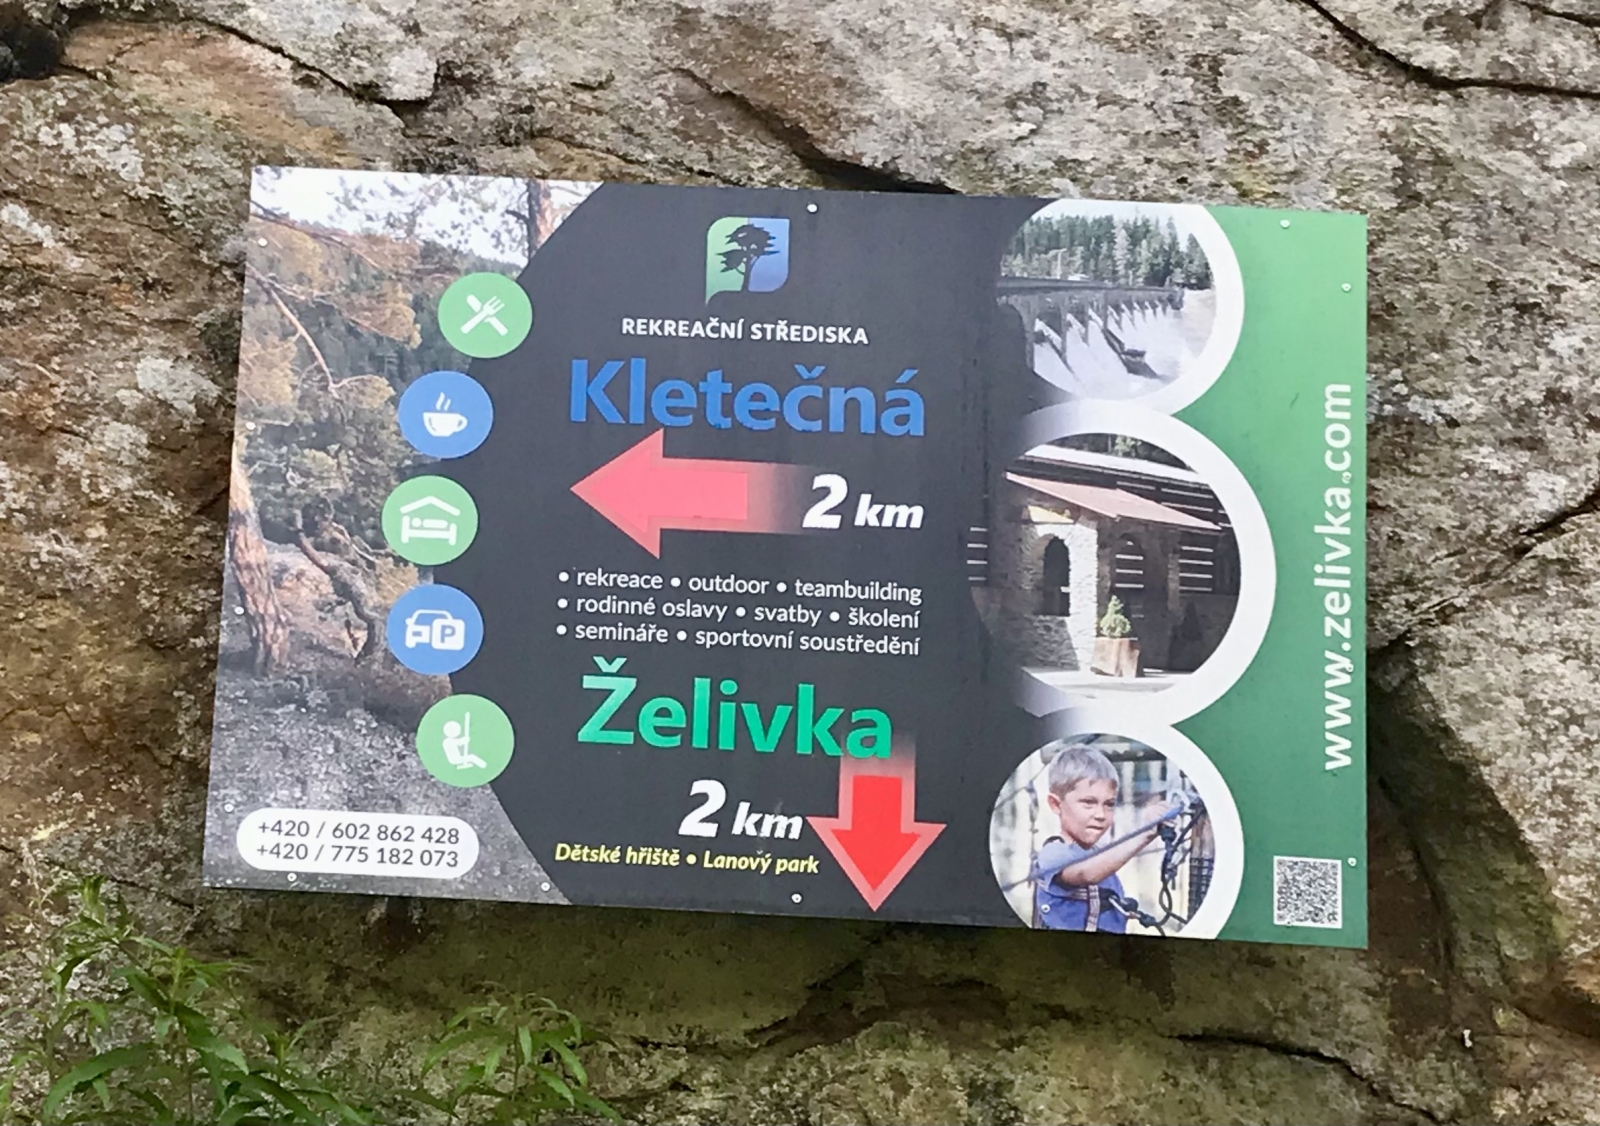 REKREAČNÍ STŘEDISKA
Kletečná
2 km
• rekreace • outdoor • teambuilding
• rodinné oslavy • svatby • školení
• semináře • sportovní soustředění
Želivka
2 km
Dětské hřiště • Lanový park
P
+420 / 602 862 428
+420 / 775 182 073
www.zelivka.com